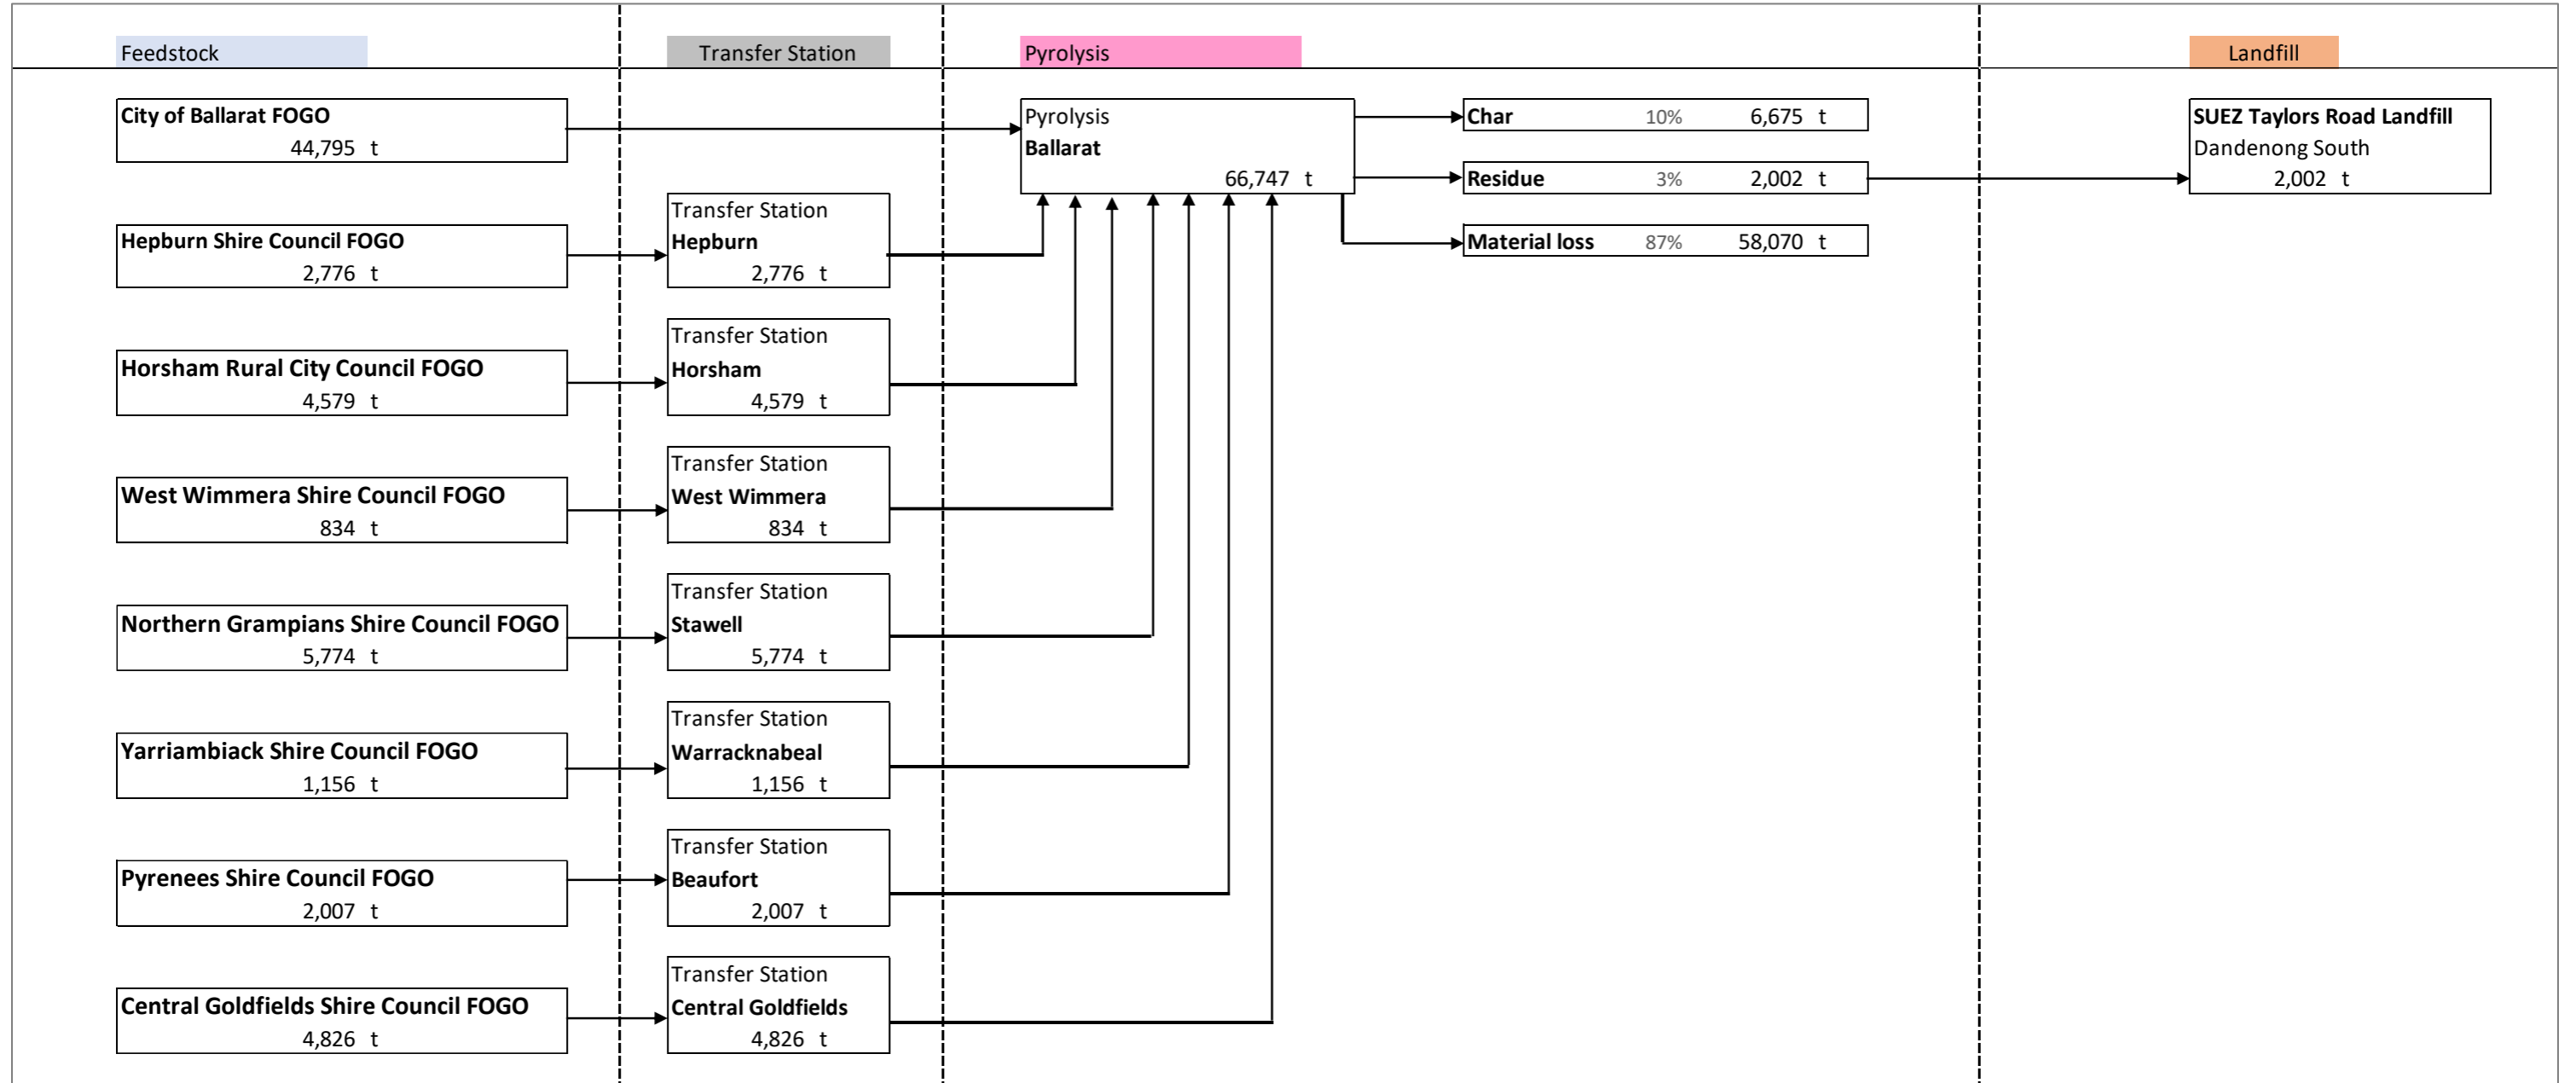 Feedstock
Transfer Station
Pyrolysis
Landfill
City of Ballarat FOGO
44,795 t
Hepburn Shire Council FOGO
2,776 t
Horsham Rural City Council FOGO
4,579 t
West Wimmera Shire Council FOGO
834 t
Northern Grampians Shire Council FOGO
5,774 t
Yarriambiack Shire Council FOGO
1,156 t
Pyrenees Shire Council FOGO
2,007 t
Central Goldfields Shire Council FOGO
4,826 t
Transfer Station
Hepburn
2,776 t
Transfer Station
Horsham
4,579 t
Transfer Station
West Wimmera
834 t
Transfer Station
Stawell
5,774 t
Transfer Station
Warracknabeal
1,156 t
Transfer Station
Beaufort
2,007 t
Transfer Station
Central Goldfields
4,826 t
Pyrolysis
Ballarat
66,747 t
Char 10% 6,675 t
Residue 3% 2,002 t
Material loss 87% 58,070 t
SUEZ Taylors Road Landfill
Dandenong South
2,002 t